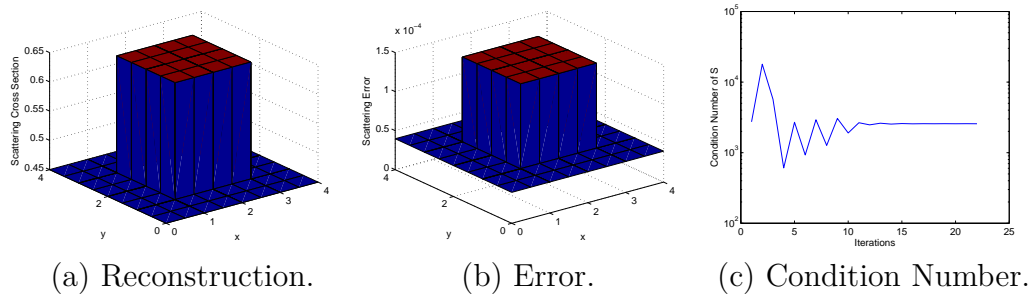 0.65
0.6
0.55
0.5
0.45
4
2
0
0
1
2
3
4
y
x
Scattering Cross Section
(a) Reconstruction.
x 10⁻⁴
1.5
1
0.5
0
4
2
0
0
1
2
3
4
y
x
Scattering Error
(b) Error.
10⁵
10⁴
10³
10²
0
5
10
15
20
25
Iterations
Condition Number of S
(c) Condition Number.